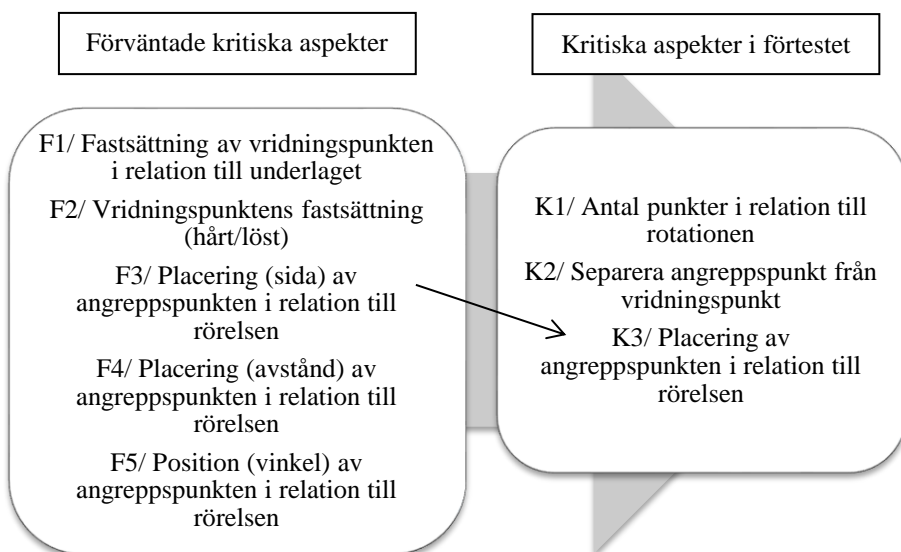 Förväntade kritiska aspekter
F1/ Fastsättning av vridningspunkten
i relation till underlaget
F2/ Vridningspunktens fastsättning
(hårt/löst)
F3/ Placering (sida) av
angreppspunkten i relation till
rörelsen
F4/ Placering (avstånd) av
angreppspunkten i relation till
rörelsen
F5/ Position (vinkel) av
angreppspunkten i relation till
rörelsen
Kritiska aspekter i förtestet
K1/ Antal punkter i relation till
rotationen
K2/ Separera angreppspunkt från
vridningspunkt
K3/ Placering av
angreppspunkten i relation till
rörelsen